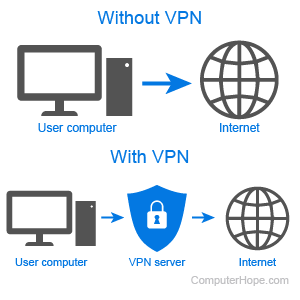 Without VPN
User computer
Internet
With VPN
User computer
VPN server
Internet
ComputerHope.com